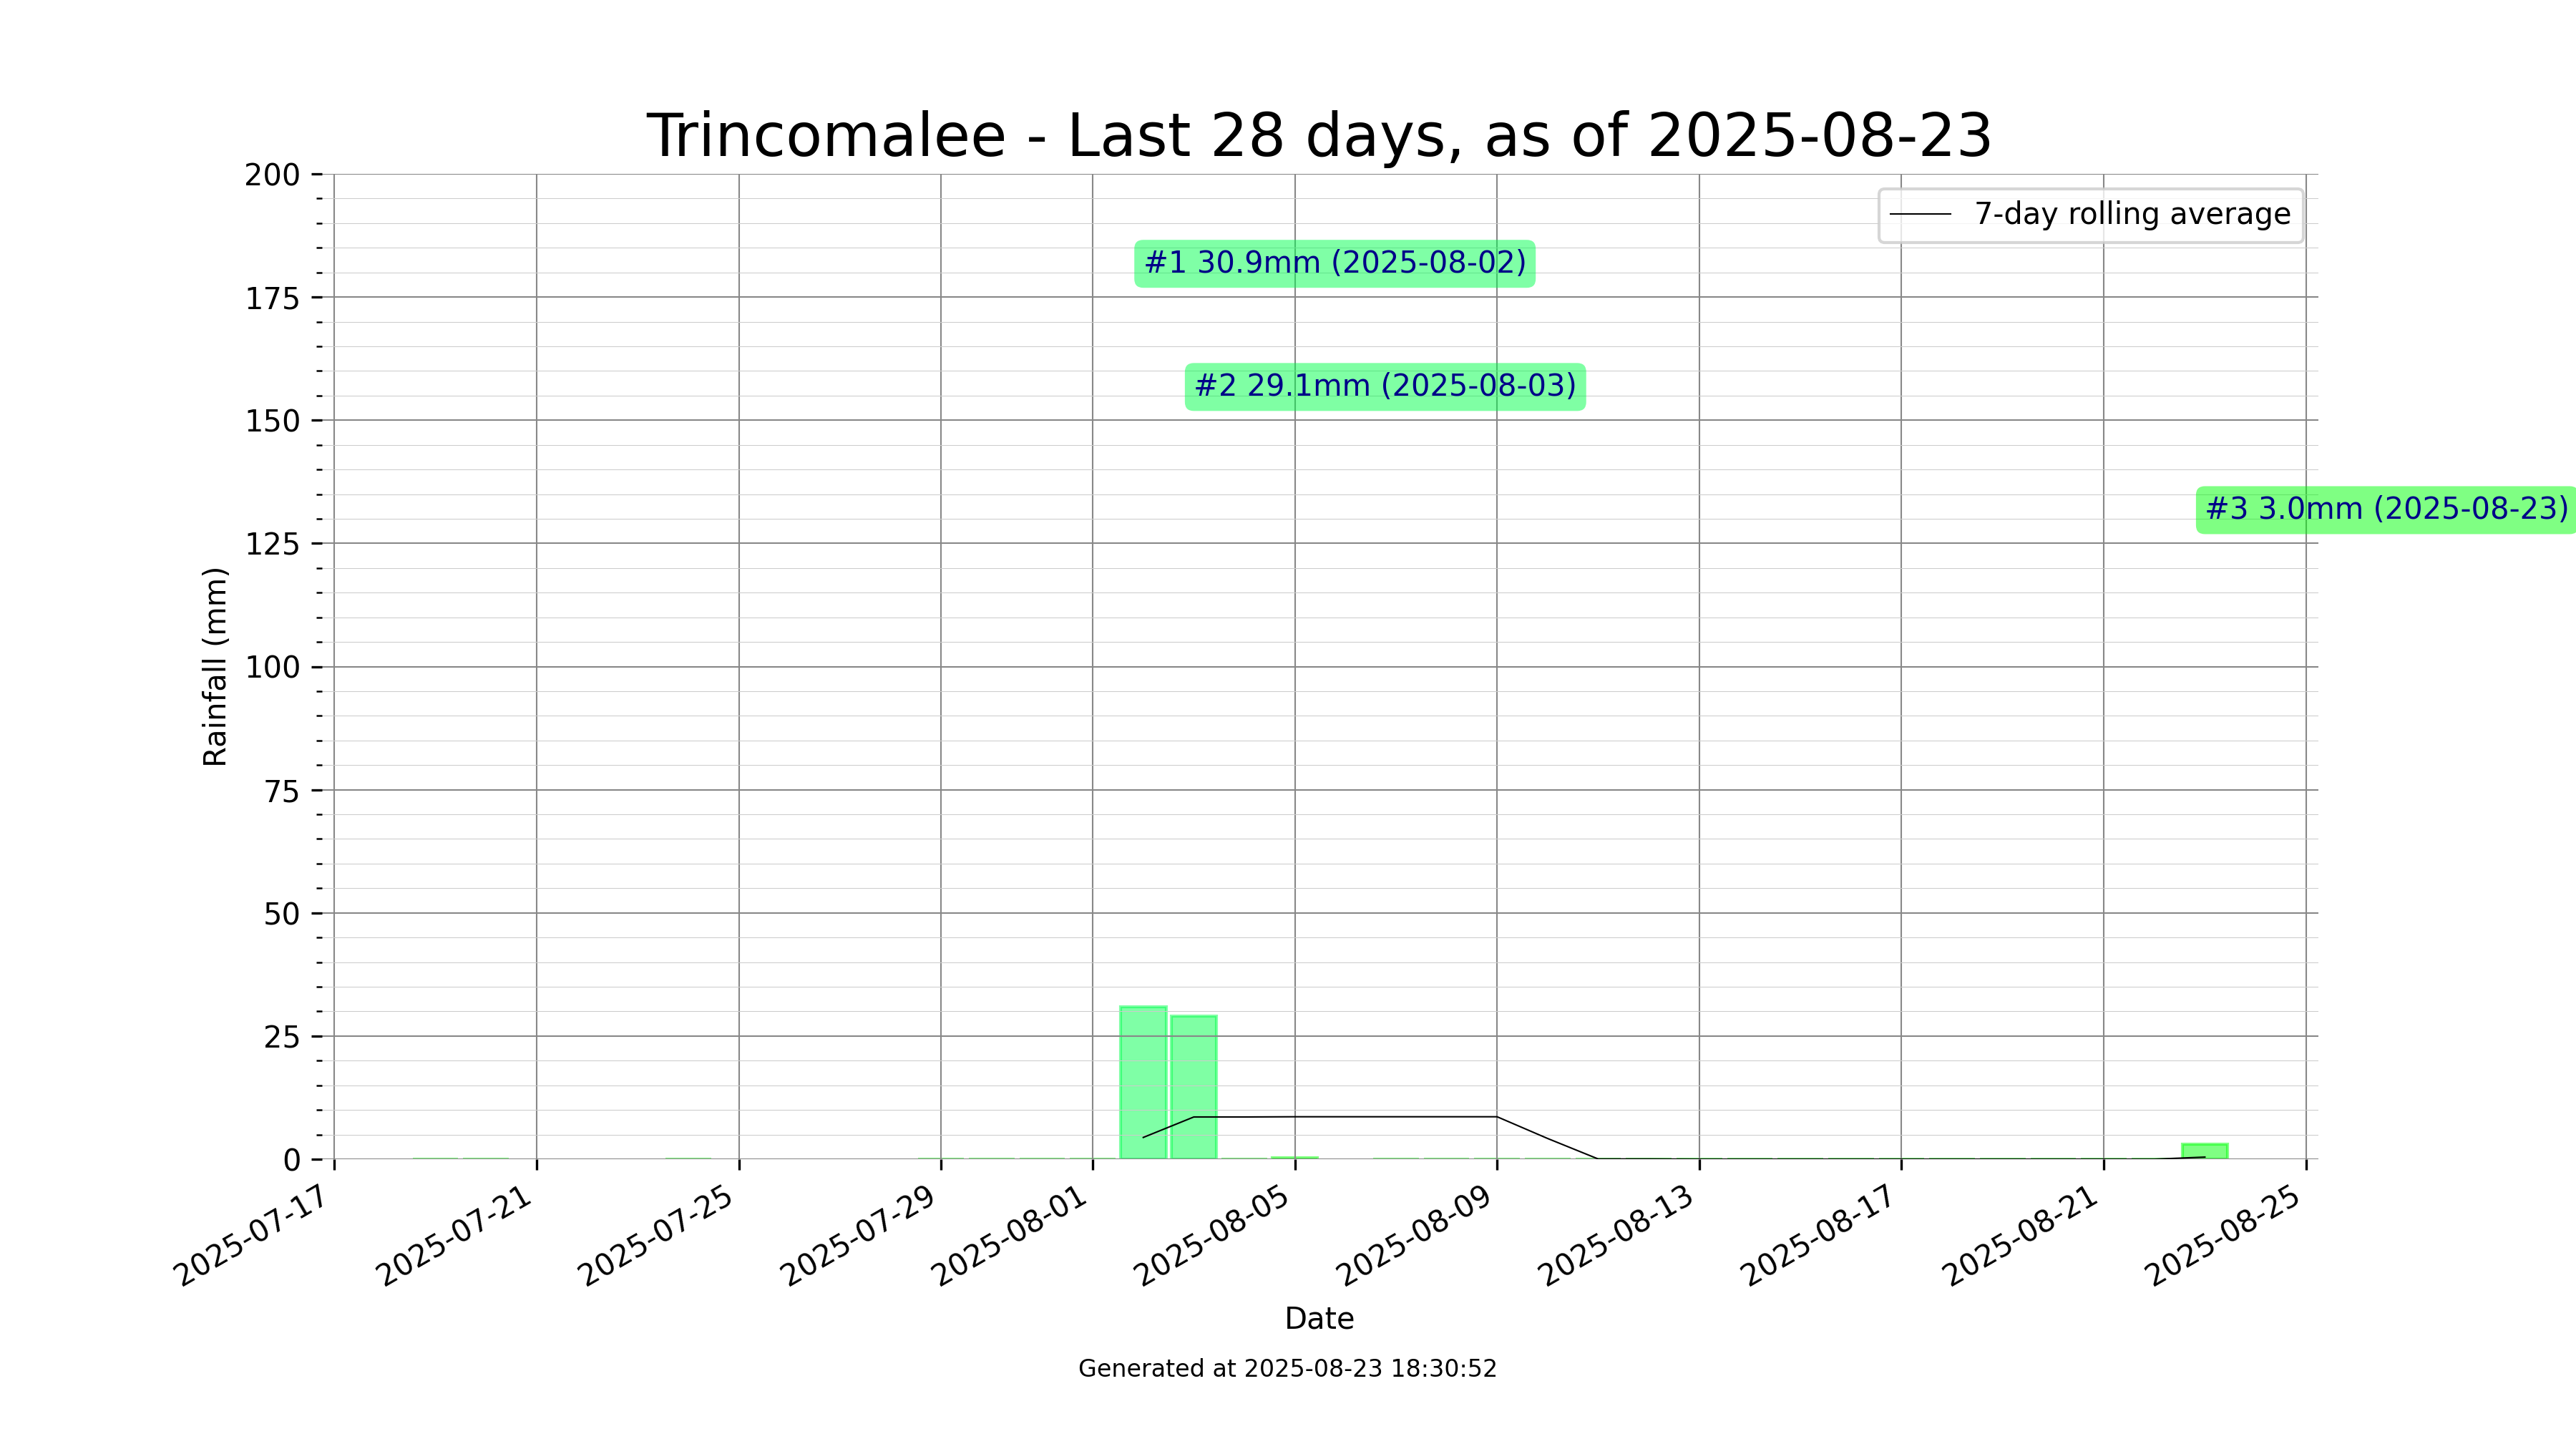 Trincomalee - Last 28 days, as of 2025-08-23
200
175
150
125
100
75
50
25
0
Rainfall (mm)
7-day rolling average
#1 30.9mm (2025-08-02)
#2 29.1mm (2025-08-03)
#3 3.0mm (2025-08-23)
2025-07-17
2025-07-21
2025-07-25
2025-07-29
2025-08-01
2025-08-05
2025-08-09
2025-08-13
2025-08-17
2025-08-21
2025-08-25
Date
Generated at 2025-08-23 18:30:52